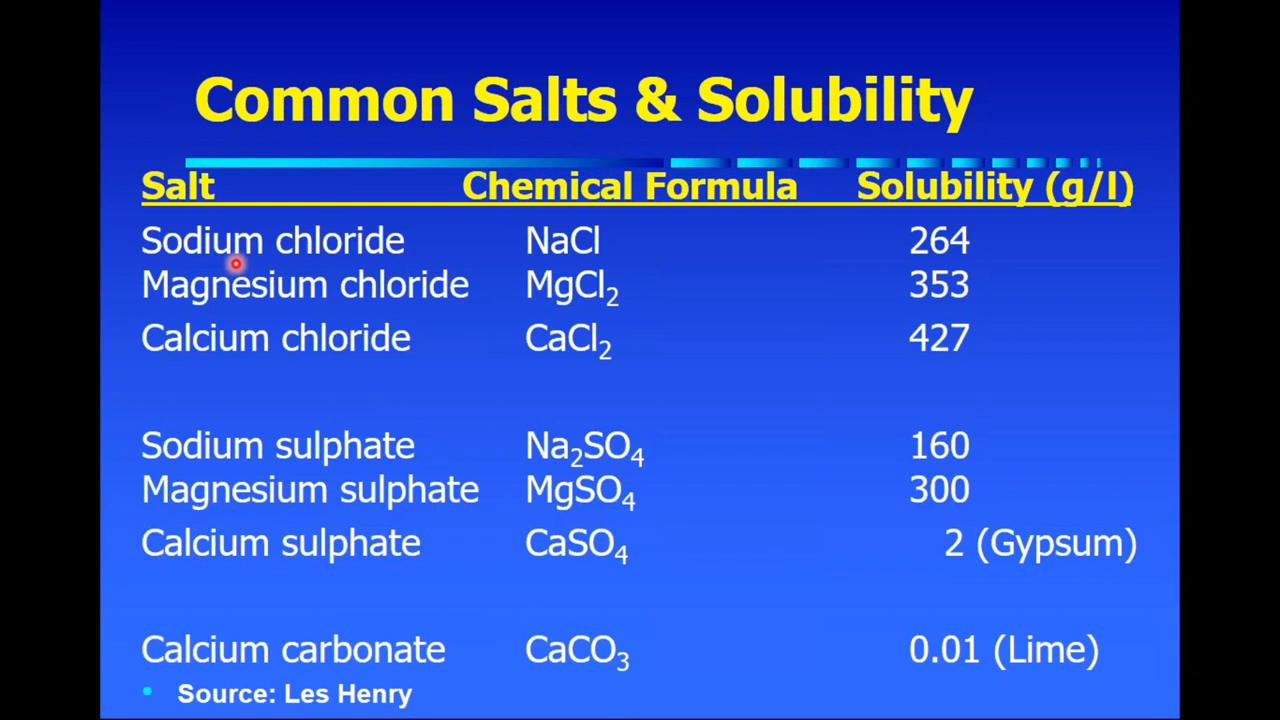 Common Salts & Solubility
Salt Chemical Formula Solubility (g/l)
Sodium chloride NaCl 264
Magnesium chloride MgCl₂ 353
Calcium chloride CaCl₂ 427
Sodium sulphate Na₂SO₄ 160
Magnesium sulphate MgSO₄ 300
Calcium sulphate CaSO₄ 2 (Gypsum)
Calcium carbonate CaCO₃ 0.01 (Lime)
• Source: Les Henry